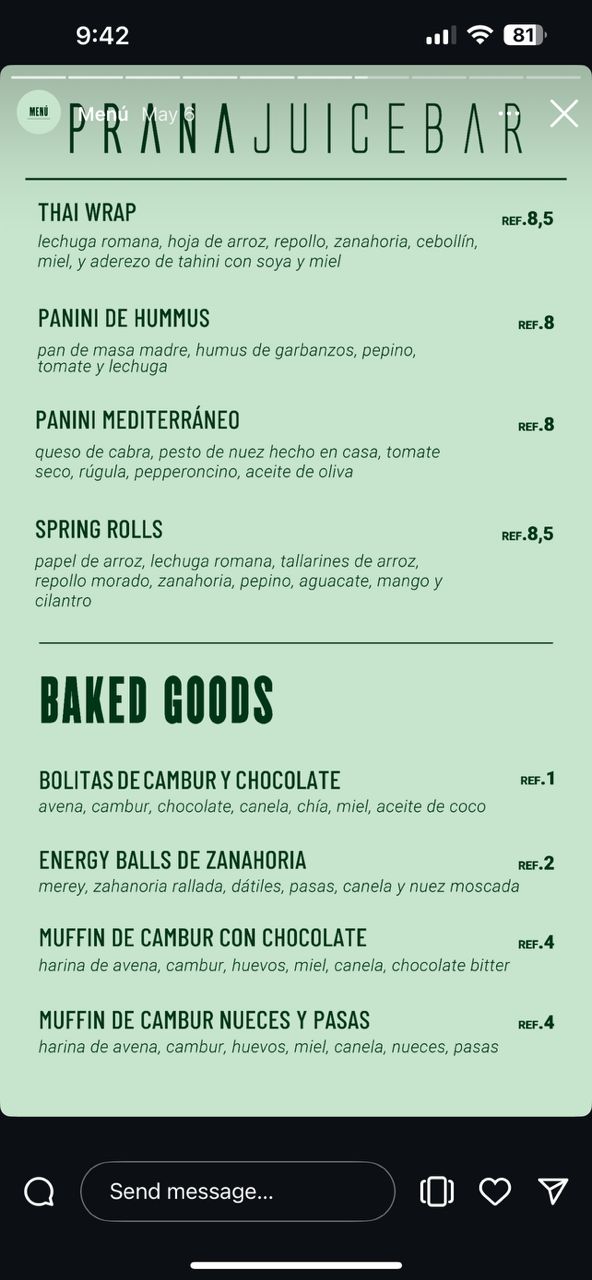 9:42
81
MENÚ
Menú May 6
PRANAJUICEBAR
THAI WRAP
REF.8,5
lechuga romana, hoja de arroz, repollo, zanahoria, cebollín,
miel, y aderezo de tahini con soya y miel
PANINI DE HUMMUS
REF.8
pan de masa madre, humus de garbanzos, pepino,
tomate y lechuga
PANINI MEDITERRÁNEO
REF.8
queso de cabra, pesto de nuez hecho en casa, tomate
seco, rúgula, pepperoncino, aceite de oliva
SPRING ROLLS
REF.8,5
papel de arroz, lechuga romana, tallarines de arroz,
repollo morado, zanahoria, pepino, aguacate, mango y
cilantro
BAKED GOODS
BOLITAS DE CAMBUR Y CHOCOLATE
REF.1
avena, cambur, chocolate, canela, chía, miel, aceite de coco
ENERGY BALLS DE ZANAHORIA
REF.2
merey, zahanoria rallada, dátiles, pasas, canela y nuez moscada
MUFFIN DE CAMBUR CON CHOCOLATE
REF.4
harina de avena, cambur, huevos, miel, canela, chocolate bitter
MUFFIN DE CAMBUR NUECES Y PASAS
REF.4
harina de avena, cambur, huevos, miel, canela, nueces, pasas
Send message...